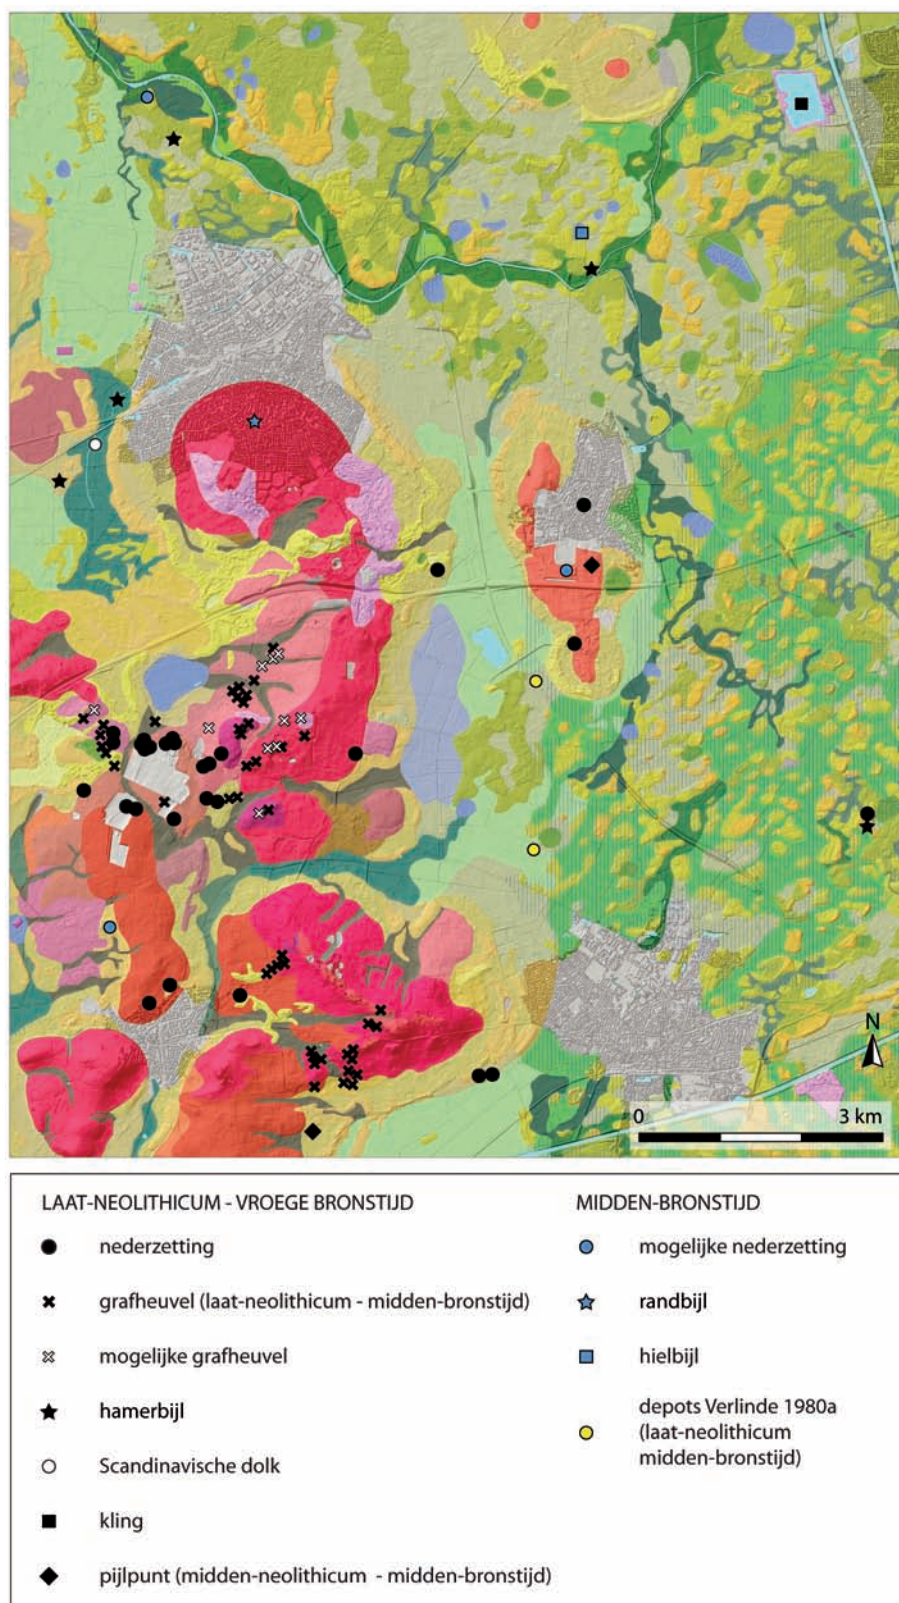 N
0 3 km
LAAT-NEOLITHICUM - VROEGE BRONSTIJD
nederzetting
grafheuvel (laat-neolithicum - midden-bronstijd)
mogelijke grafheuvel
hamerbijl
Scandinavische dolk
kling
pijlpunt (midden-neolithicum - midden-bronstijd)
MIDDEN-BRONSTIJD
mogelijke nederzetting
randbijl
hielbijl
depots Verlinde 1980a
(laat-neolithicum
midden-bronstijd)